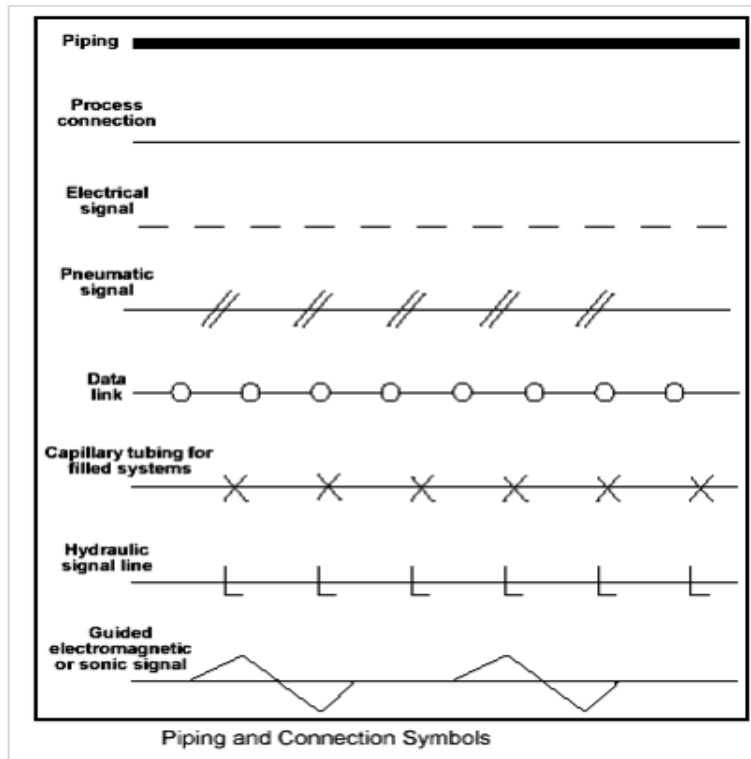 Piping
Process
connection
Electrical
signal
Pneumatic
signal
Data
link
Capillary tubing for
filled systems
Hydraulic
signal line
Guided
electromagnetic
or sonic signal
Piping and Connection Symbols